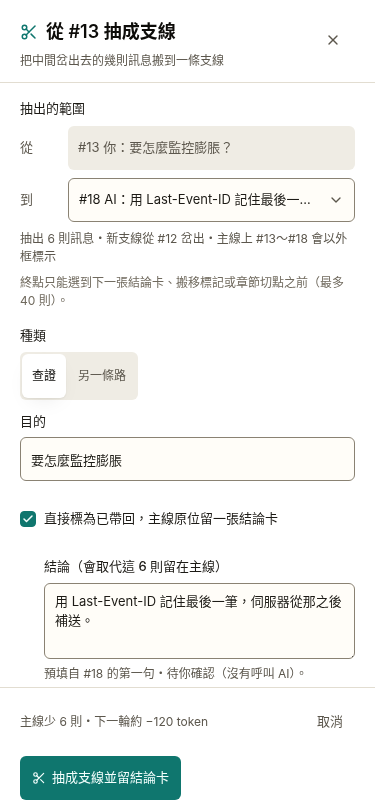 從 #13 抽成支線
把中間岔出去的幾則訊息搬到一條支線
抽出的範圍
從
#13 你：要怎麼監控膨脹？
到
#18 AI：用 Last-Event-ID 記住最後一...
抽出 6 則訊息・新支線從 #12 岔出・主線上 #13～#18 會以外
框標示
終點只能選到下一張結論卡、搬移標記或章節切點之前（最多
40 則）。
種類
查證
另一條路
目的
要怎麼監控膨脹
直接標為已帶回，主線原位留一張結論卡
結論（會取代這 6 則留在主線）
用 Last-Event-ID 記住最後一筆，伺服器從那之後
補送。
預填自 #18 的第一句・待你確認（沒有呼叫 AI）。
主線少 6 則・下一輪約 −120 token
取消
抽成支線並留結論卡